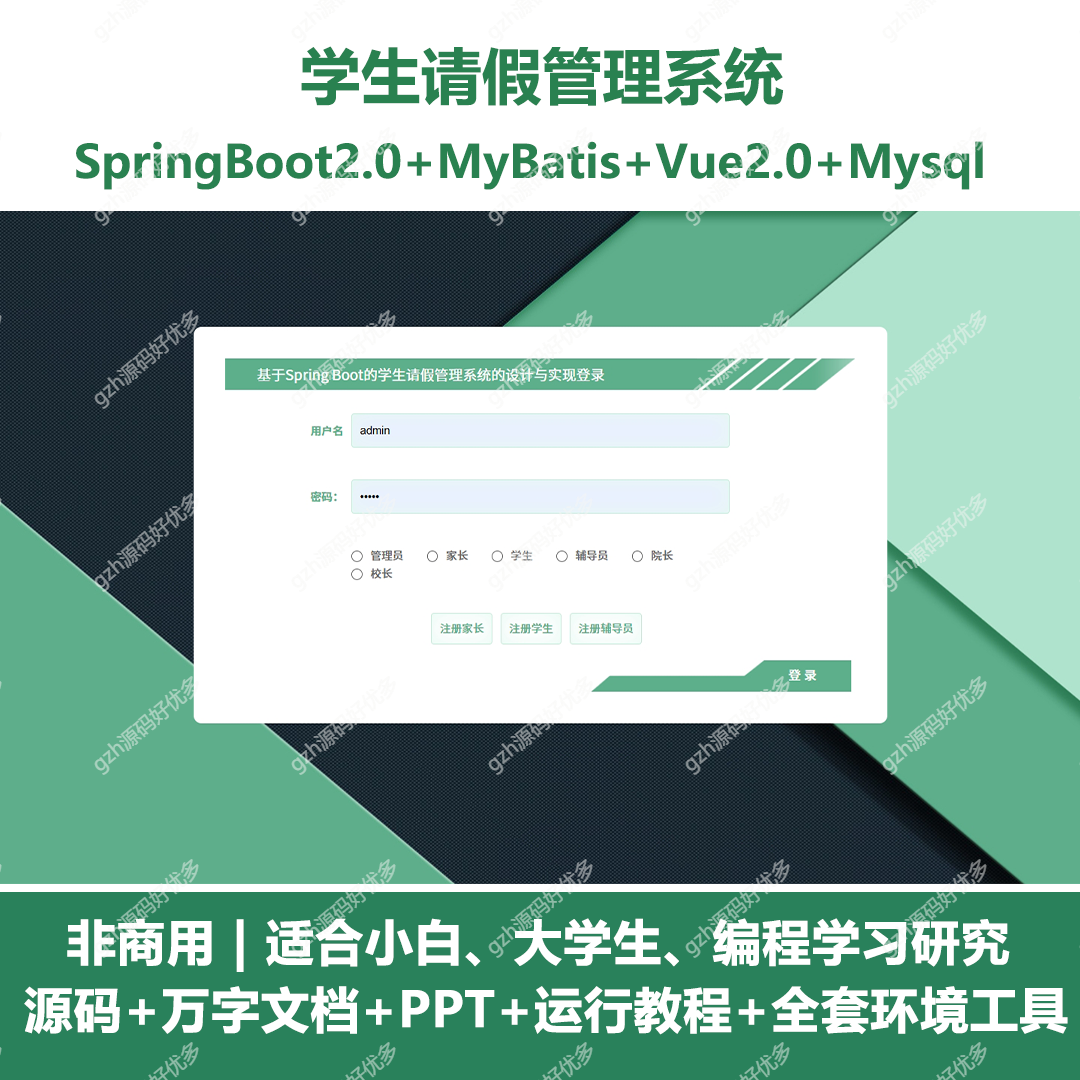 学生请假管理系统
SpringBoot2.0+MyBatis+Vue2.0+Mysql
基于Spring Boot的学生请假管理系统的设计与实现登录
用户名 admin
密码： •••••
管理员 家长 学生 辅导员 院长
校长
注册家长 注册学生 注册辅导员
登 录
非商用 | 适合小白、大学生、编程学习研究
源码+万字文档+PPT+运行教程+全套环境工具
gzh源码好优多